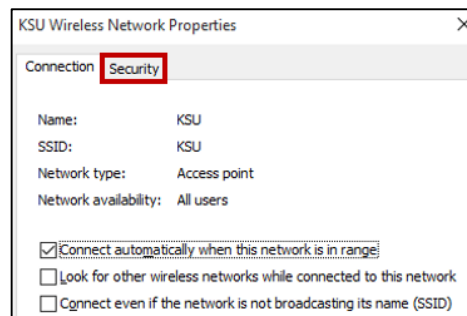 KSU Wireless Network Properties
Connection Security
Name: KSU
SSID: KSU
Network type: Access point
Network availability: All users
Connect automatically when this network is in range
Look for other wireless networks while connected to this network
Connect even if the network is not broadcasting its name (SSID)